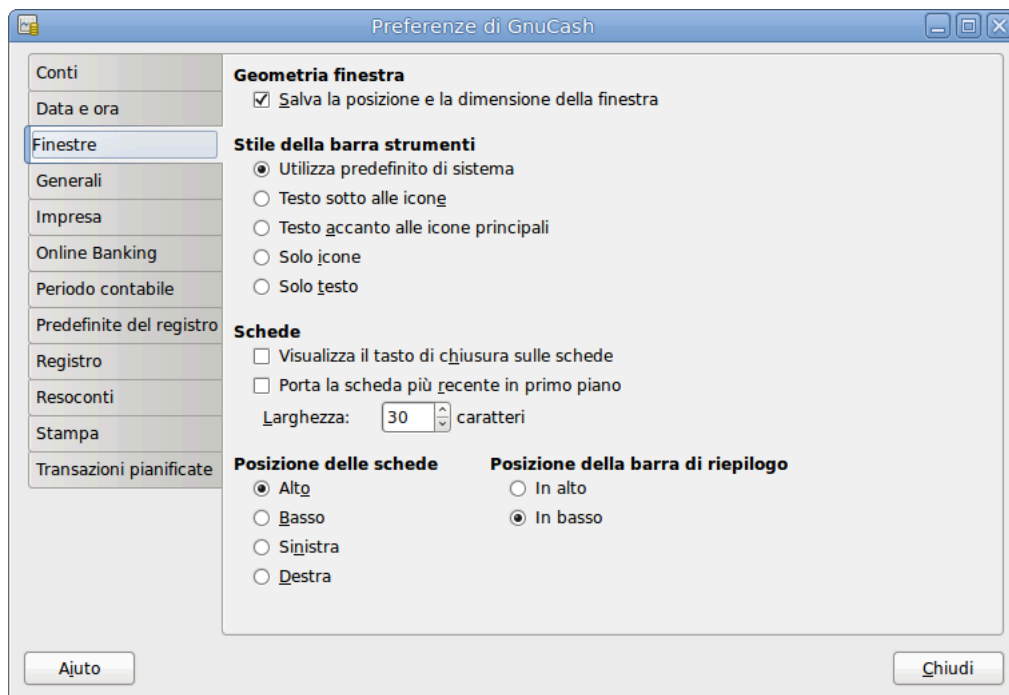 Preferenze di GnuCash
Conti
Data e ora
Finestre
Generali
Impresa
Online Banking
Periodo contabile
Predefinite del registro
Registro
Resoconti
Stampa
Transazioni pianificate
Geometria finestra
Salva la posizione e la dimensione della finestra
Stile della barra strumenti
Utilizza predefinito di sistema
Testo sotto alle icone
Testo accanto alle icone principali
Solo icone
Solo testo
Schede
Visualizza il tasto di chiusura sulle schede
Porta la scheda più recente in primo piano
Larghezza: 30 caratteri
Posizione delle schede
Alto
Basso
Sinistra
Destra
Posizione della barra di riepilogo
In alto
In basso
Aiuto
Chiudi